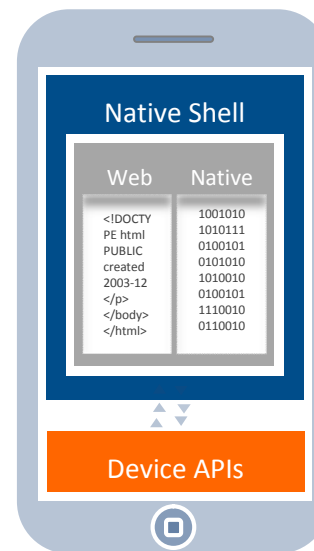 Native Shell
Web Native
<!DOCTY
PE html
PUBLIC
created
2003-12
</p>
</body>
</html>
1001010
1010111
0100101
0101010
1010010
0100101
1110010
0110010
Device APIs